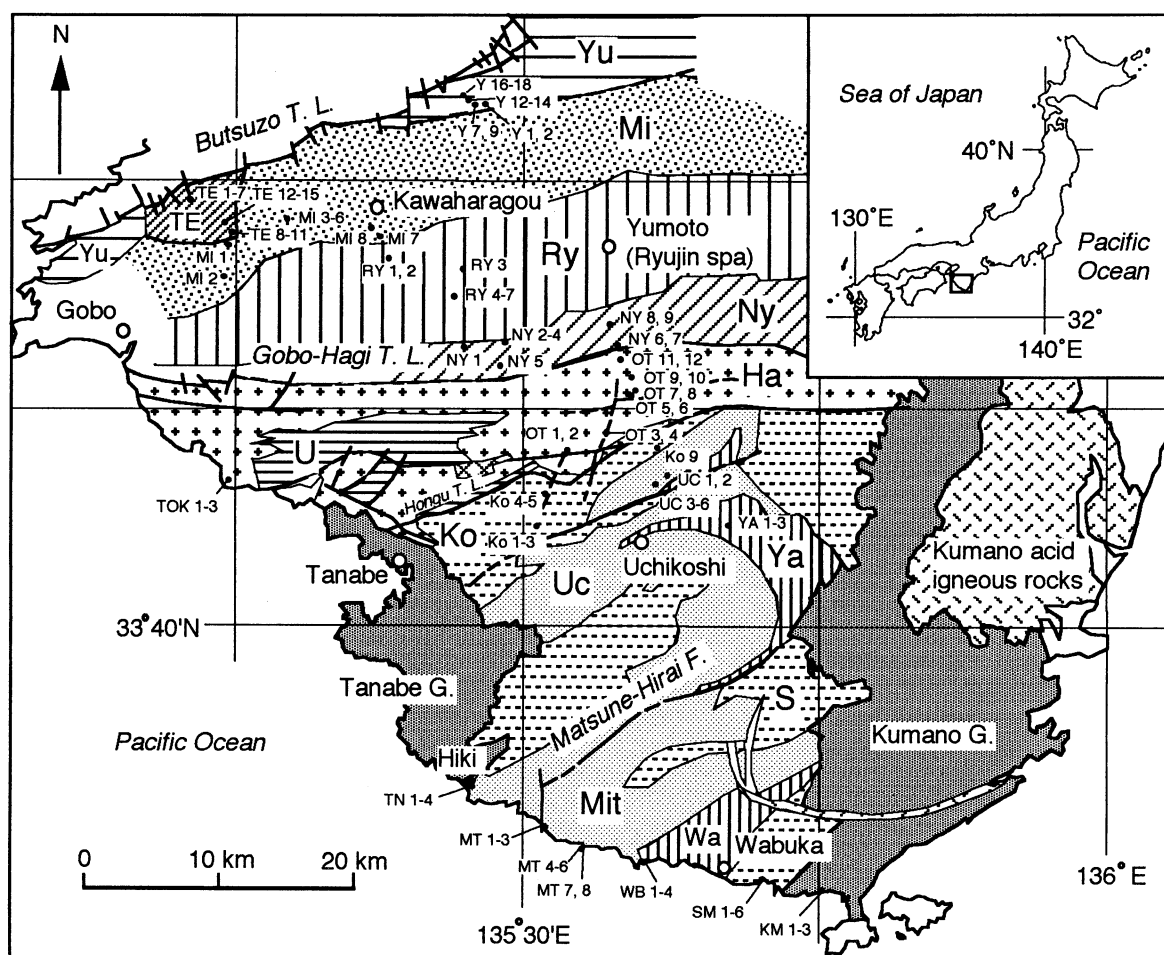 N
Yu
Y 16-18
Y 12-14
Y 7, 9
Y 1, 2
Butsuzo T. L.
Mi
TE 1-7
TE 12-15
TE
Kawaharagou
MI 3-6
TE 8-11
MI 8
MI 7
MI 1
MI 2
Yu
RY 1, 2
RY 3
RY 4-7
Ry
Yumoto
(Ryujin spa)
Gobo
NY 8, 9
Ny
NY 2-4
NY 6, 7
Gobo-Hagi T. L.
NY 1
NY 5
OT 11, 12
Ha
OT 9, 10
OT 7, 8
OT 5, 6
OT 1, 2
OT 3, 4
U
Ko 9
TOK 1-3
Hongu T. L.
Ko 4-5
UC 1, 2
UC 3-6
YA 1-3
Ko
Ko 1-3
Ya
Tanabe
Uc
Uchikoshi
Kumano acid
igneous rocks
33°40'N
Tanabe G.
Matsune-Hirai F.
S
Pacific Ocean
Kumano G.
Hiki
TN 1-4
Mit
MT 1-3
Wa
Wabuka
MT 4-6
MT 7, 8
WB 1-4
SM 1-6
KM 1-3
0
10 km
20 km
135°30'E
136°E
Sea of Japan
40°N
130°E
Pacific
Ocean
32°
140°E